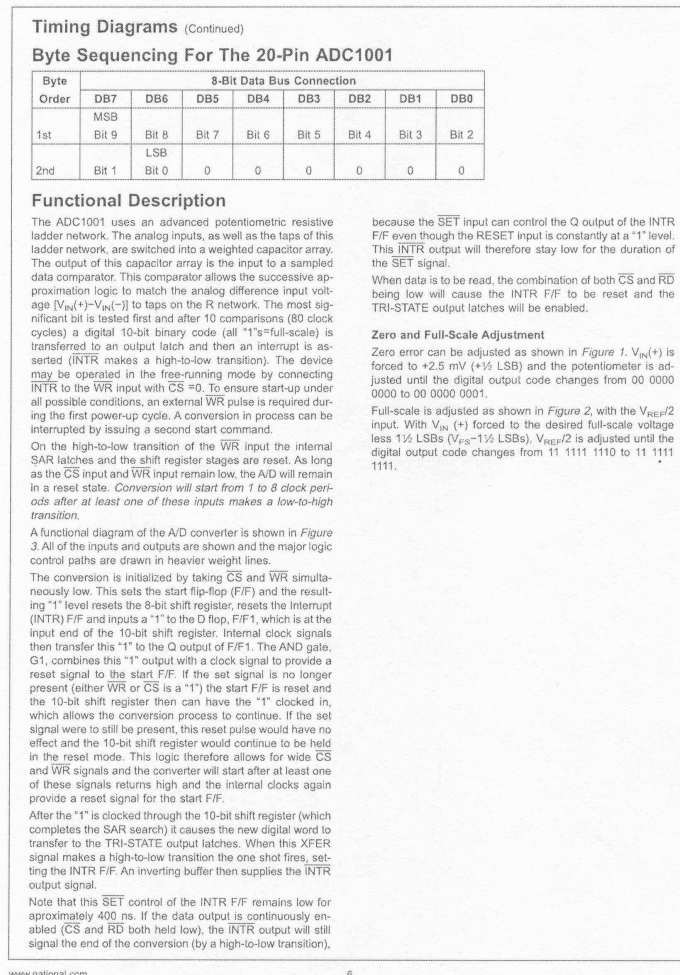 Timing Diagrams (Continued)
Byte Sequencing For The 20-Pin ADC1001
Byte 8-Bit Data Bus Connection
Order DB7 DB6 DB5 DB4 DB3 DB2 DB1 DB0
MSB
1st Bit 9 Bit 8 Bit 7 Bit 6 Bit 5 Bit 4 Bit 3 Bit 2
LSB
2nd Bit 1 Bit 0 0 0 0 0 0 0
Functional Description
The ADC1001 uses an advanced potentiometric resistive
ladder network. The analog inputs, as well as the taps of this
ladder network, are switched into a weighted capacitor array.
The output of this capacitor array is the input to a sampled
data comparator. This comparator allows the successive ap-
proximation logic to match the analog difference input volt-
age [VIN(+)−VIN(−)] to taps on the R network. The most sig-
nificant bit is tested first and after 10 comparisons (80 clock
cycles) a digital 10-bit binary code (all "1"s=full-scale) is
transferred to an output latch and then an interrupt is as-
serted (I̅N̅T̅R̅ makes a high-to-low transition). The device
may be operated in the free-running mode by connecting
I̅N̅T̅R̅ to the W̅R̅ input with C̅S̅ =0. To ensure start-up under
all possible conditions, an external W̅R̅ pulse is required dur-
ing the first power-up cycle. A conversion in process can be
interrupted by issuing a second start command.
On the high-to-low transition of the W̅R̅ input the internal
SAR latches and the shift register stages are reset. As long
as the C̅S̅ input and W̅R̅ input remain low, the A/D will remain
in a reset state. Conversion will start from 1 to 8 clock peri-
ods after at least one of these inputs makes a low-to-high
transition.
A functional diagram of the A/D converter is shown in Figure
3. All of the inputs and outputs are shown and the major logic
control paths are drawn in heavier weight lines.
The conversion is initialized by taking C̅S̅ and W̅R̅ simulta-
neously low. This sets the start flip-flop (F/F) and the result-
ing "1" level resets the 8-bit shift register, resets the Interrupt
(INTR) F/F and inputs a "1" to the D flop, F/F1, which is at the
input end of the 10-bit shift register. Internal clock signals
then transfer this "1" to the Q output of F/F1. The AND gate,
G1, combines this "1" output with a clock signal to provide a
reset signal to the start F/F. If the set signal is no longer
present (either W̅R̅ or C̅S̅ is a "1") the start F/F is reset and
the 10-bit shift register then can have the "1" clocked in,
which allows the conversion process to continue. If the set
signal were to still be present, this reset pulse would have no
effect and the 10-bit shift register would continue to be held
in the reset mode. This logic therefore allows for wide C̅S̅
and W̅R̅ signals and the converter will start after at least one
of these signals returns high and the internal clocks again
provide a reset signal for the start F/F.
After the "1" is clocked through the 10-bit shift register (which
completes the SAR search) it causes the new digital word to
transfer to the TRI-STATE output latches. When this XFER
signal makes a high-to-low transition the one shot fires, set-
ting the INTR F/F. An inverting buffer then supplies the I̅N̅T̅R̅
output signal.
Note that this S̅E̅T̅ control of the INTR F/F remains low for
aproximately 400 ns. If the data output is continuously en-
abled (C̅S̅ and R̅D̅ both held low), the I̅N̅T̅R̅ output will still
signal the end of the conversion (by a high-to-low transition),
because the S̅E̅T̅ input can control the Q output of the INTR
F/F even though the RESET input is constantly at a "1" level.
This I̅N̅T̅R̅ output will therefore stay low for the duration of
the S̅E̅T̅ signal.
When data is to be read, the combination of both C̅S̅ and R̅D̅
being low will cause the INTR F/F to be reset and the
TRI-STATE output latches will be enabled.
Zero and Full-Scale Adjustment
Zero error can be adjusted as shown in Figure 1. VIN(+) is
forced to +2.5 mV (+½ LSB) and the potentiometer is ad-
justed until the digital output code changes from 00 0000
0000 to 00 0000 0001.
Full-scale is adjusted as shown in Figure 2, with the VREF/2
input. With VIN (+) forced to the desired full-scale voltage
less 1½ LSBs (VFS−1½ LSBs), VREF/2 is adjusted until the
digital output code changes from 11 1111 1110 to 11 1111
1111.
www.national.com 6